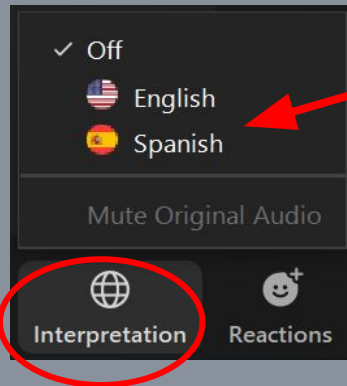 Off
English
Spanish
Mute Original Audio
Interpretation
Reactions